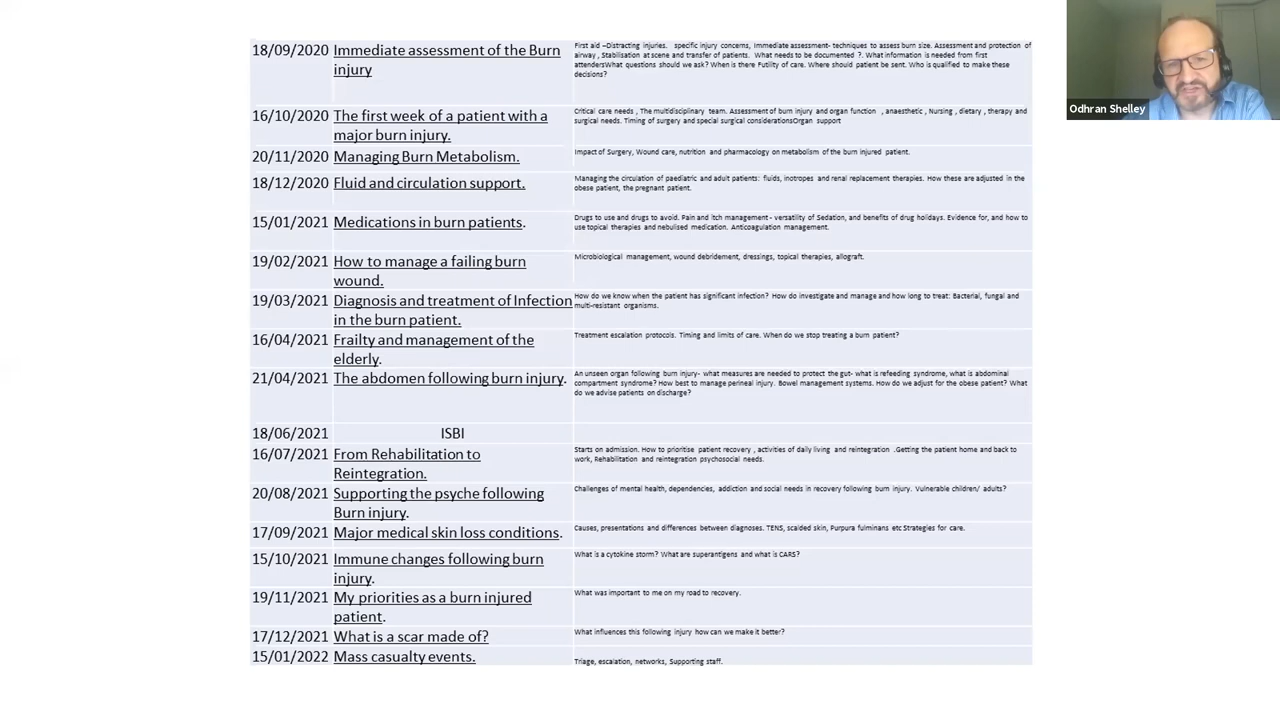 18/09/2020 Immediate assessment of the Burn
injury
First aid –Distracting injuries. specific injury concerns, Immediate assessment- techniques to assess burn size. Assessment and protection of
airway , Stabilisation at scene and transfer of patients. What needs to be documented ?. What information is needed from first
attendersWhat questions should we ask? When is there Futility of care. Where should patient be sent. Who is qualified to make these
decisions?
16/10/2020 The first week of a patient with a
major burn injury.
Critical care needs , The multidisciplinary team. Assessment of burn injury and organ function , anaesthetic , Nursing , dietary , therapy and
surgical needs. Timing of surgery and special surgical considerationsOrgan support
20/11/2020 Managing Burn Metabolism.
Impact of Surgery, Wound care, nutrition and pharmacology on metabolism of the burn injured patient.
18/12/2020 Fluid and circulation support.
Managing the circulation of paediatric and adult patients: fluids, inotropes and renal replacement therapies. How these are adjusted in the
obese patient, the pregnant patient.
15/01/2021 Medications in burn patients.
Drugs to use and drugs to avoid. Pain and itch management - versatility of Sedation, and benefits of drug holidays. Evidence for, and how to
use topical therapies and nebulised medication. Anticoagulation management.
19/02/2021 How to manage a failing burn
wound.
Microbiological management, wound debridement, dressings, topical therapies, allograft.
19/03/2021 Diagnosis and treatment of Infection
in the burn patient.
How do we know when the patient has significant infection? How do investigate and manage and how long to treat: Bacterial, fungal and
multi-resistant organisms.
16/04/2021 Frailty and management of the
elderly.
Treatment escalation protocols. Timing and limits of care. When do we stop treating a burn patient?
21/04/2021 The abdomen following burn injury.
An unseen organ following burn injury- what measures are needed to protect the gut- what is refeeding syndrome, what is abdominal
compartment syndrome? How best to manage perineal injury. Bowel management systems. How do we adjust for the obese patient? What
do we advise patients on discharge?
18/06/2021 ISBI
16/07/2021 From Rehabilitation to
Reintegration.
Starts on admission. How to prioritise patient recovery , activities of daily living and reintegration .Getting the patient home and back to
work, Rehabilitation and reintegration psychosocial needs.
20/08/2021 Supporting the psyche following
Burn injury.
Challenges of mental health, dependencies, addiction and social needs in recovery following burn injury. Vulnerable children/ adults?
17/09/2021 Major medical skin loss conditions.
Causes, presentations and differences between diagnoses. TENS, scalded skin, Purpura fulminans etc Strategies for care.
15/10/2021 Immune changes following burn
injury.
What is a cytokine storm? What are superantigens and what is CARS?
19/11/2021 My priorities as a burn injured
patient.
What was important to me on my road to recovery.
17/12/2021 What is a scar made of?
What influences this following injury how can we make it better?
15/01/2022 Mass casualty events.
Triage, escalation, networks, Supporting staff.
Odhran Shelley